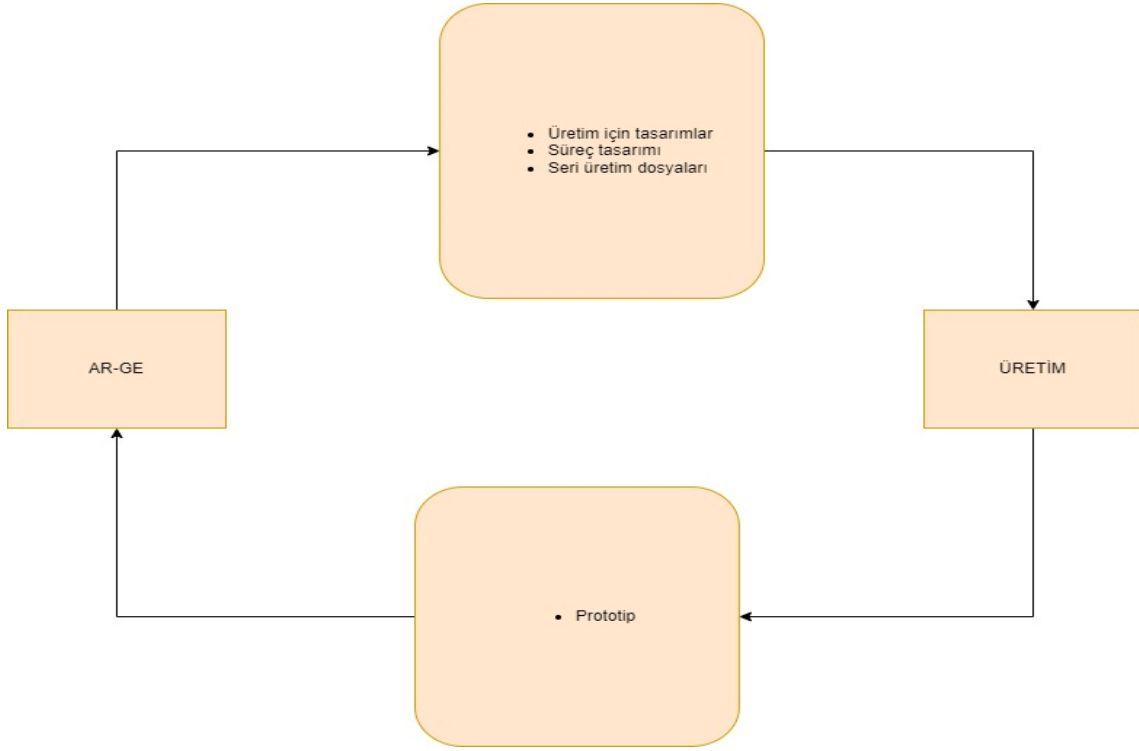 • Üretim için tasarımlar
• Süreç tasarımı
• Seri üretim dosyaları
AR-GE
ÜRETİM
• Prototip